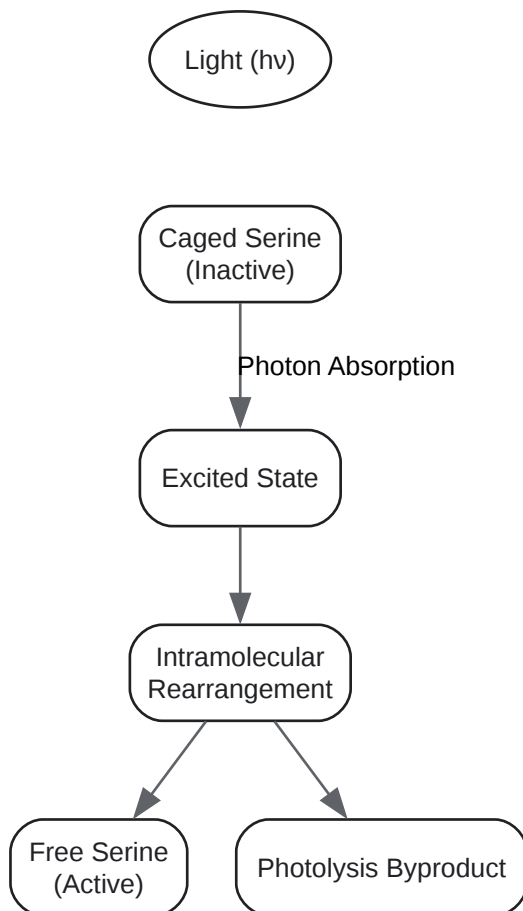 Light (hν)
Caged Serine
(Inactive)
Photon Absorption
Excited State
Intramolecular
Rearrangement
Free Serine
(Active)
Photolysis Byproduct